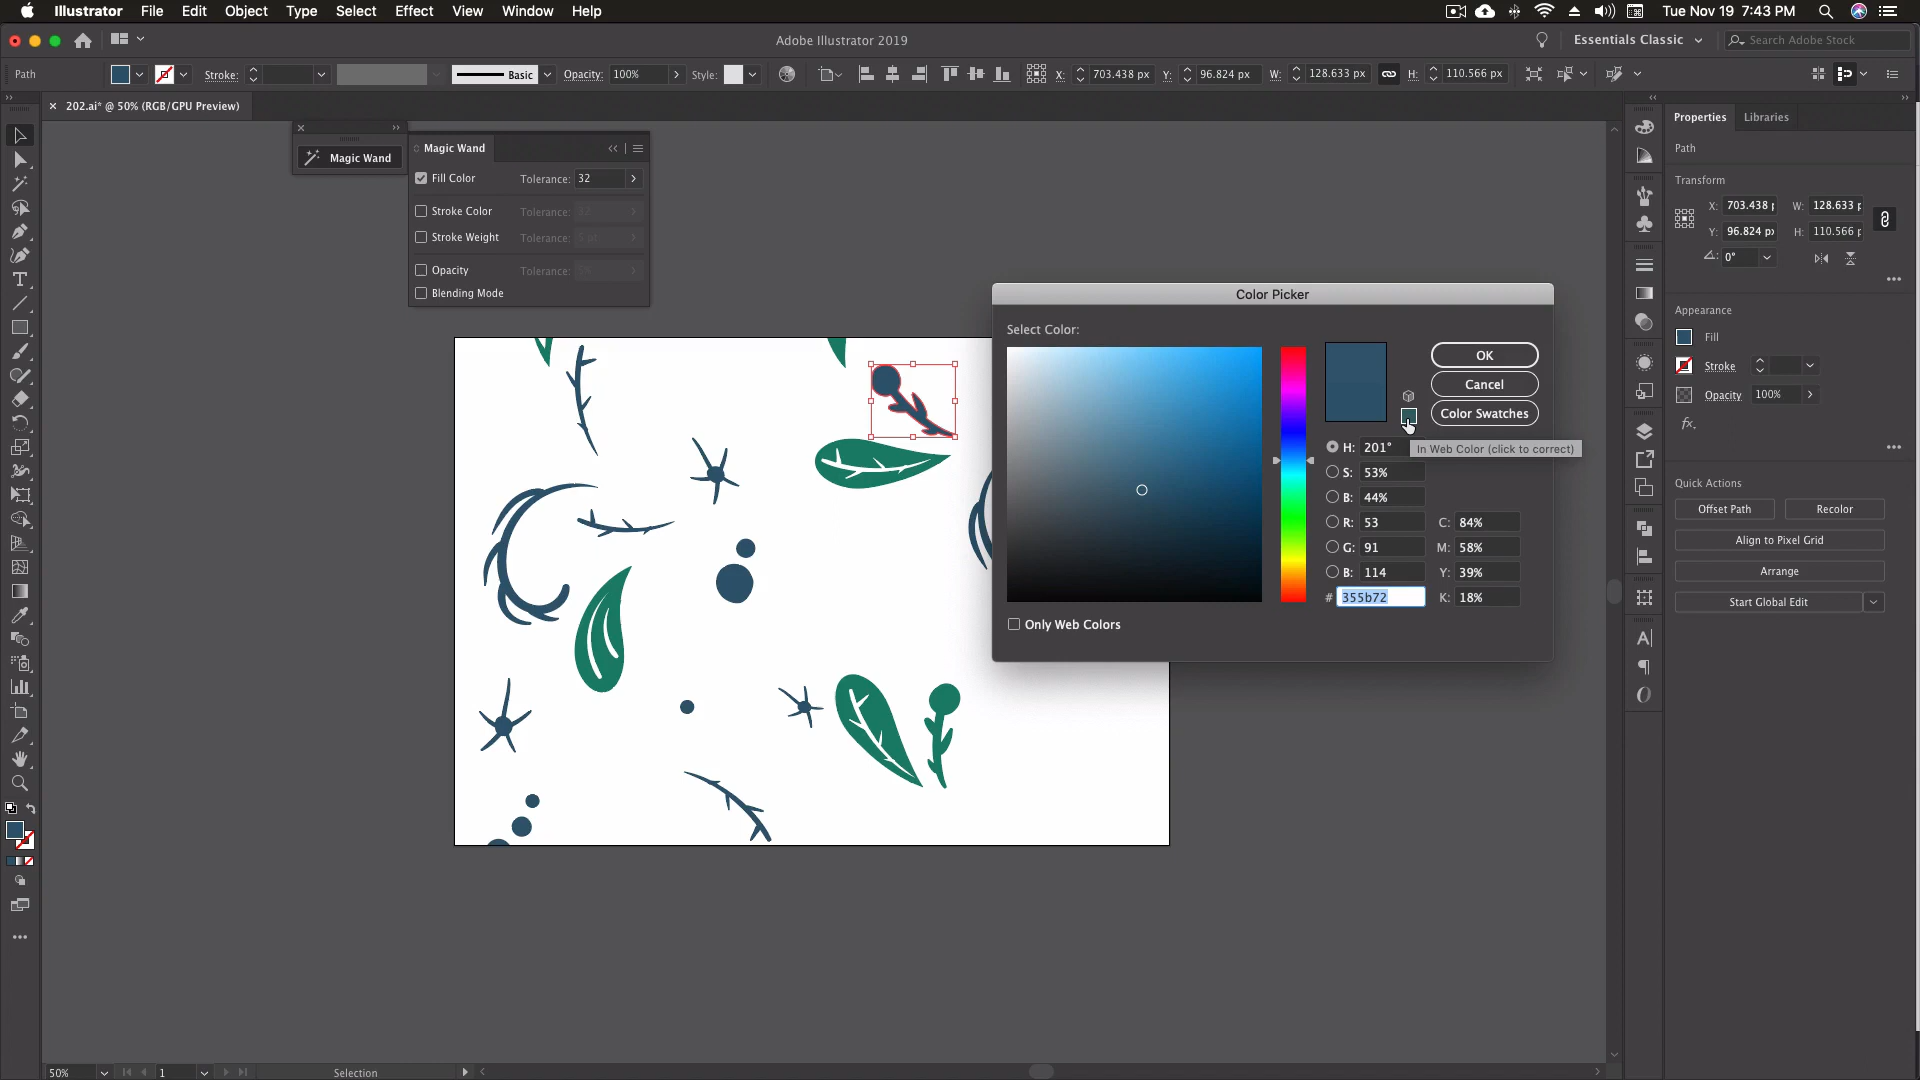 Illustrator File Edit Object Type Select Effect View Window Help
Tue Nov 19 7:43 PM
Adobe Illustrator 2019
Essentials Classic
Search Adobe Stock
Path
Stroke:
Basic
Opacity: 100%
Style:
X: 703.438 px
Y: 96.824 px
W: 128.633 px
H: 110.566 px
202.ai* @ 50% (RGB/GPU Preview)
Magic Wand
Magic Wand
Fill Color Tolerance: 32
Stroke Color Tolerance: 32
Stroke Weight Tolerance: 5 pt
Opacity Tolerance:
Blending Mode
Color Picker
Select Color:
OK
Cancel
Color Swatches
In Web Color (click to correct)
H: 201°
S: 53%
B: 44%
R: 53 C: 84%
G: 91 M: 58%
B: 114 Y: 39%
# 355b72 K: 18%
Only Web Colors
Properties Libraries
Path
Transform
X: 703.438 p W: 128.633 p
Y: 96.824 px H: 110.566 p
0°
Appearance
Fill
Stroke
Opacity 100%
fx.
Quick Actions
Offset Path Recolor
Align to Pixel Grid
Arrange
Start Global Edit
50% 1 Selection